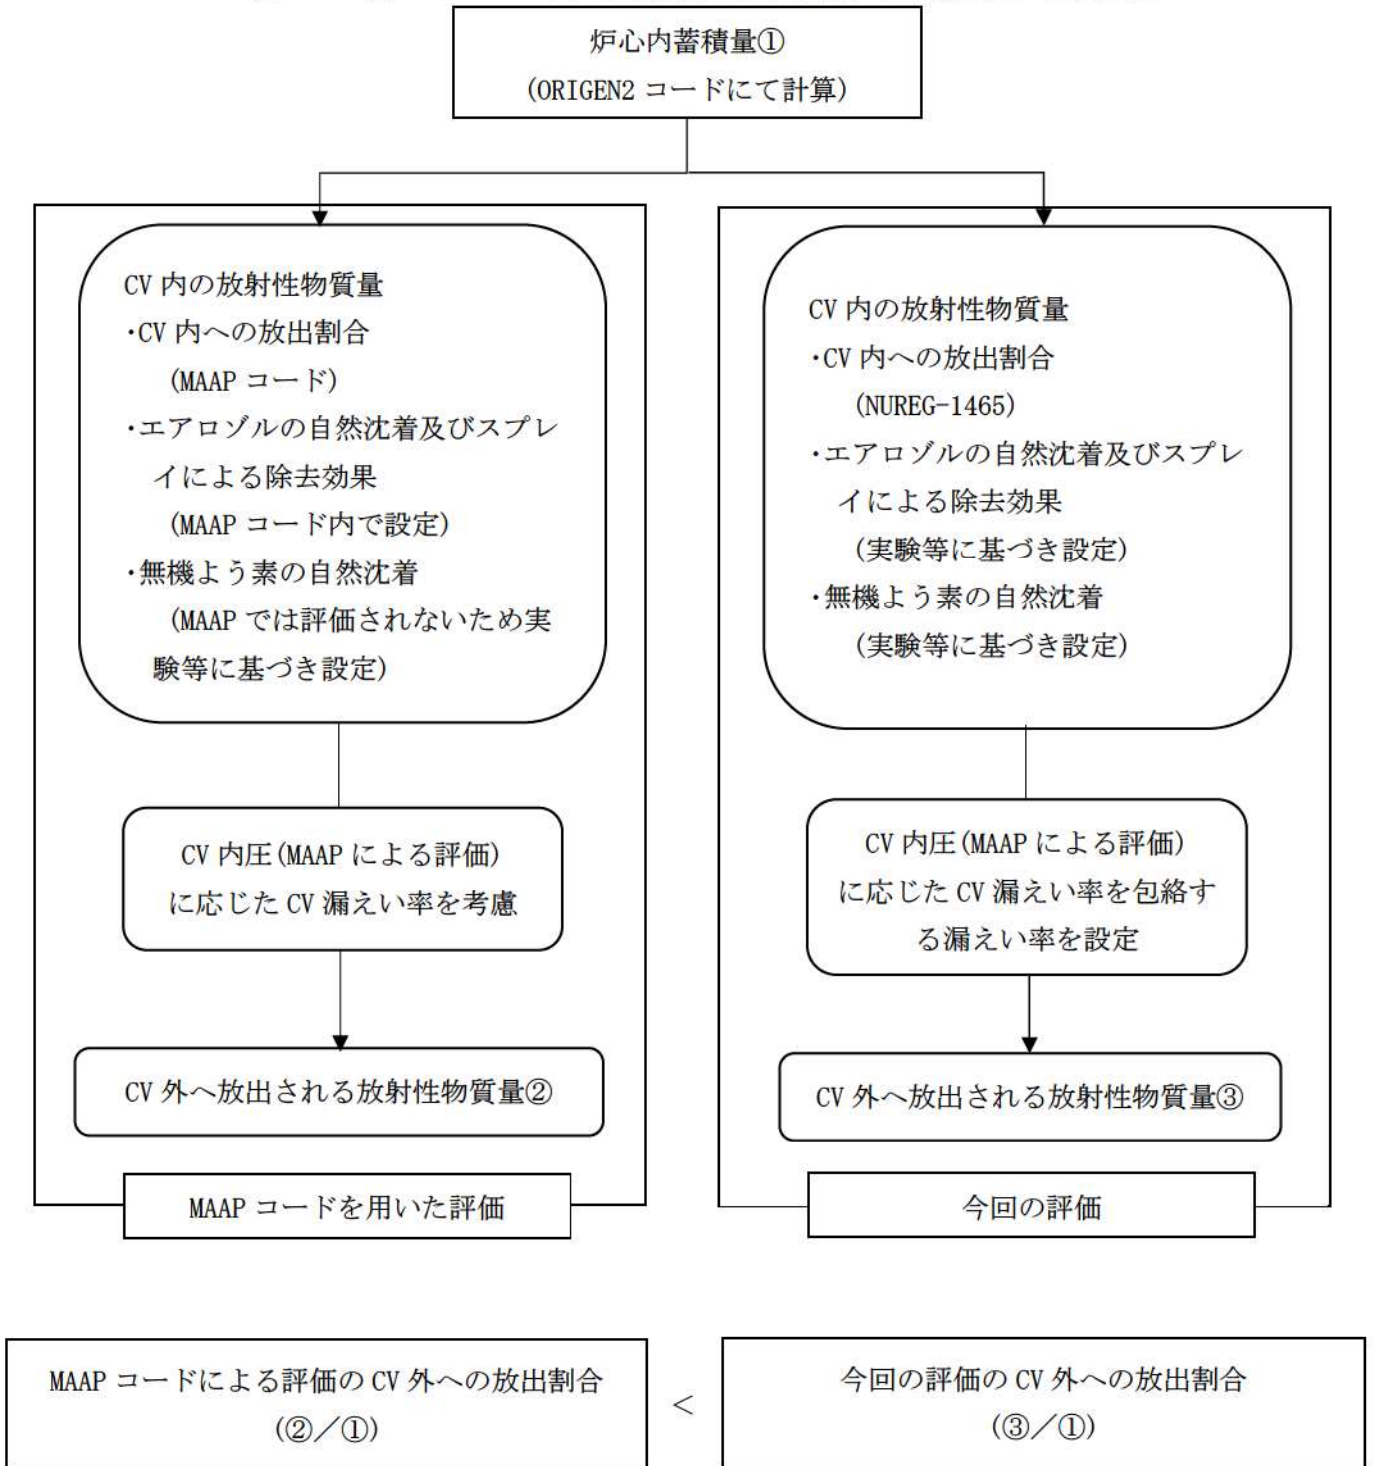 炉心内蓄積量①
(ORIGEN2 コードにて計算)
CV 内の放射性物質量
・CV 内への放出割合
(MAAP コード)
・エアロゾルの自然沈着及びスプレ
イによる除去効果
(MAAP コード内で設定)
・無機よう素の自然沈着
(MAAP では評価されないため実
験等に基づき設定)
CV 内圧(MAAP による評価)
に応じた CV 漏えい率を考慮
CV 外へ放出される放射性物質量②
MAAP コードを用いた評価
CV 内の放射性物質量
・CV 内への放出割合
(NUREG-1465)
・エアロゾルの自然沈着及びスプレ
イによる除去効果
(実験等に基づき設定)
・無機よう素の自然沈着
(実験等に基づき設定)
CV 内圧(MAAP による評価)
に応じた CV 漏えい率を包絡す
る漏えい率を設定
CV 外へ放出される放射性物質量③
今回の評価
MAAP コードによる評価の CV 外への放出割合
(②／①)
＜
今回の評価の CV 外への放出割合
(③／①)